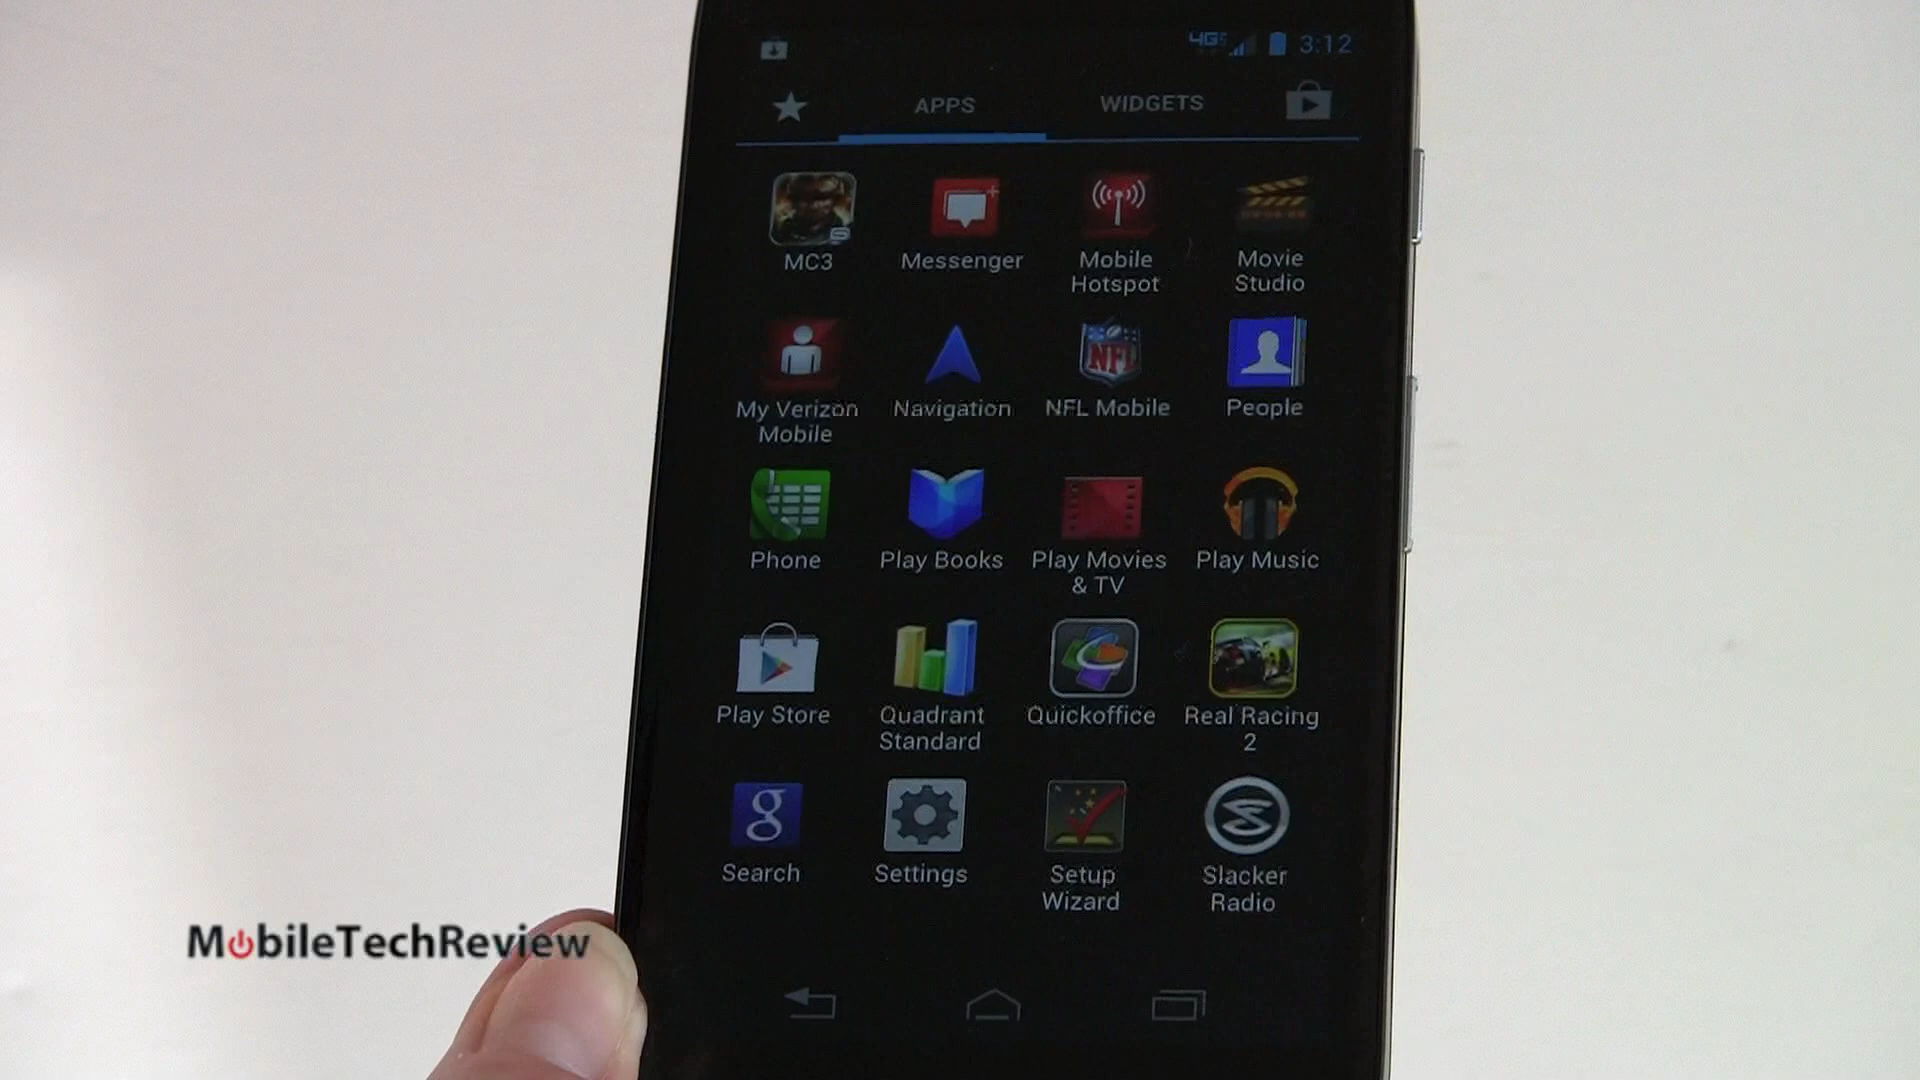 4G 3:12
APPS WIDGETS
MC3 Messenger Mobile Hotspot Movie Studio
My Verizon Mobile Navigation NFL Mobile People
NFL
Phone Play Books Play Movies & TV Play Music
Play Store Quadrant Standard Quickoffice Real Racing 2
g
Search Settings Setup Wizard Slacker Radio
MobileTechReview